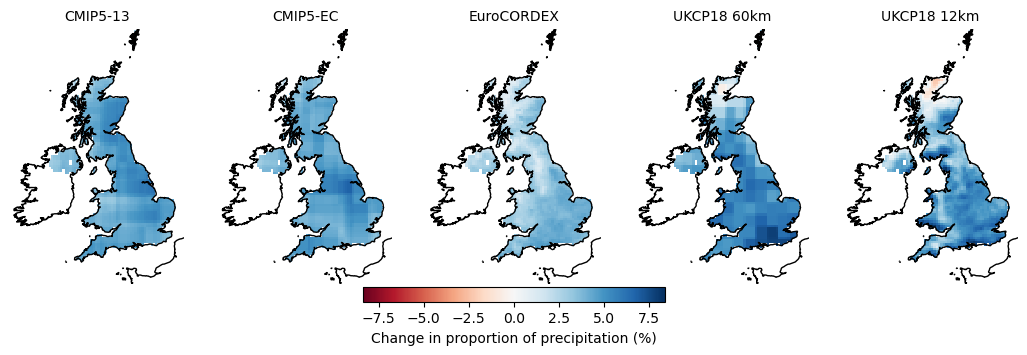 CMIP5-13 CMIP5-EC EuroCORDEX UKCP18 60km UKCP18 12km
−7.5 −5.0 −2.5 0.0 2.5 5.0 7.5
Change in proportion of precipitation (%)